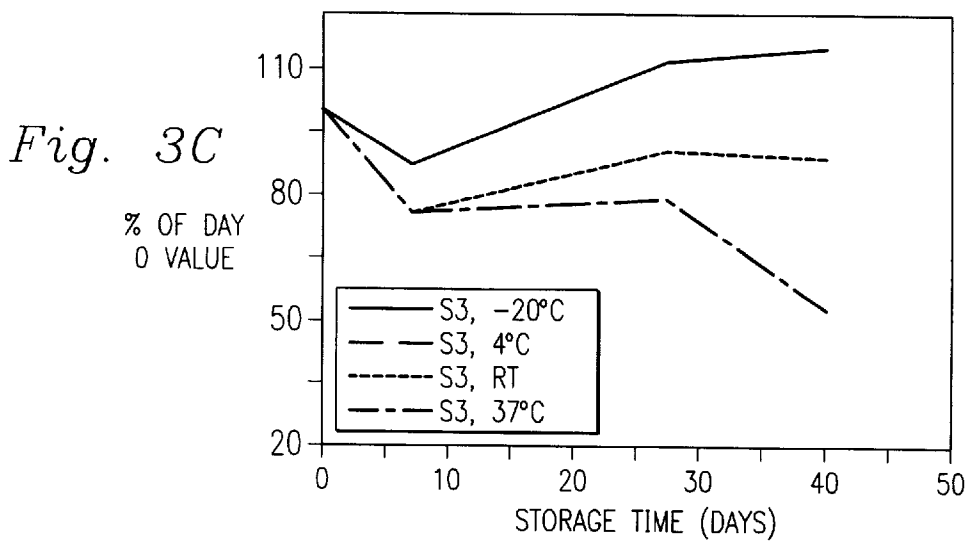 110
Fig. 3C
80
% OF DAY
0 VALUE
50
S3, -20°C
S3, 4°C
S3, RT
S3, 37°C
20
0 10 20 30 40 50
STORAGE TIME (DAYS)